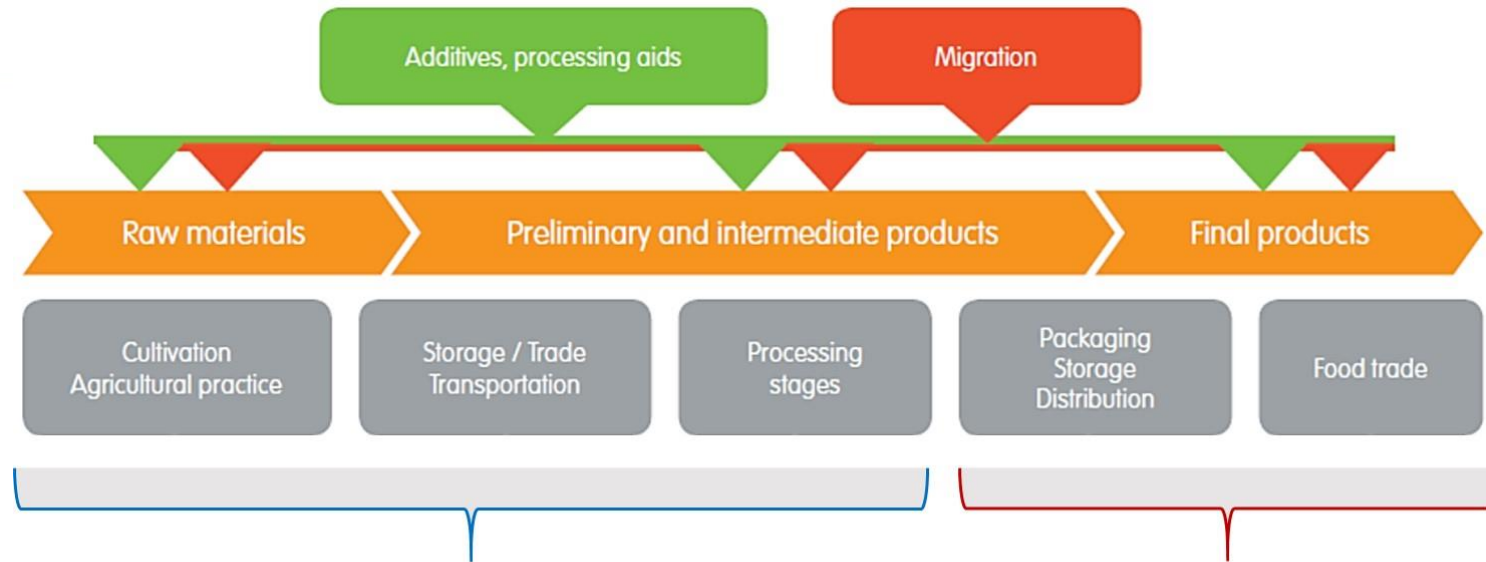 Additives, processing aids
Migration
Raw materials
Preliminary and intermediate products
Final products
Cultivation
Agricultural practice
Storage / Trade
Transportation
Processing
stages
Packaging
Storage
Distribution
Food trade